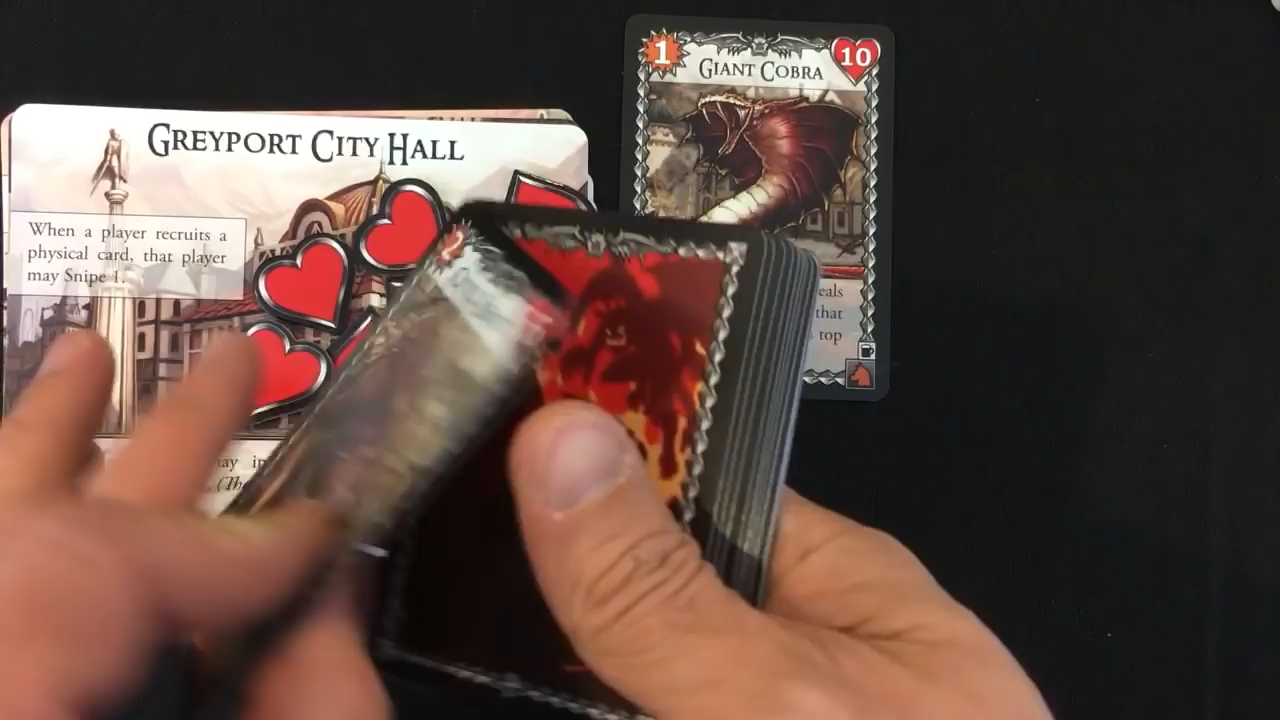 GREYPORT CITY HALL
When a player recruits a
physical card, that player
may Snipe 1.
1
GIANT COBRA
10
that
top